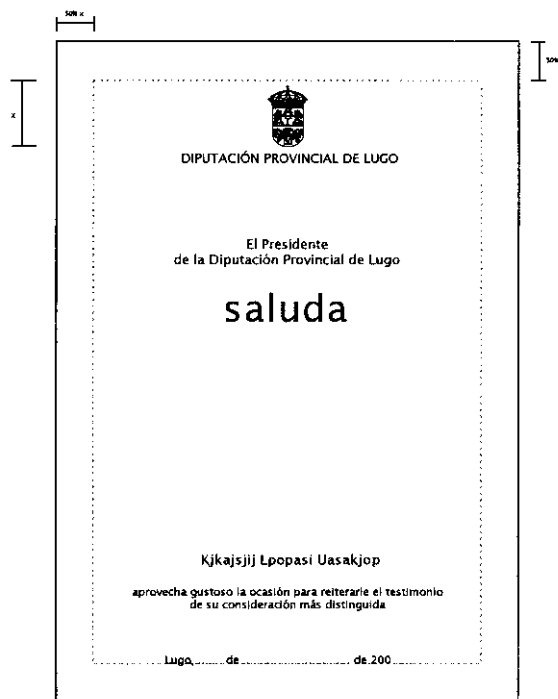 50% x
50%
x
DIPUTACIÓN PROVINCIAL DE LUGO
El Presidente
de la Diputación Provincial de Lugo
saluda
Kjkajsjij Lpopasi Uasakjop
aprovecha gustoso la ocasión para reiterarle el testimonio
de su consideración más distinguida
Lugo, ........ de ................................ de 200 ........